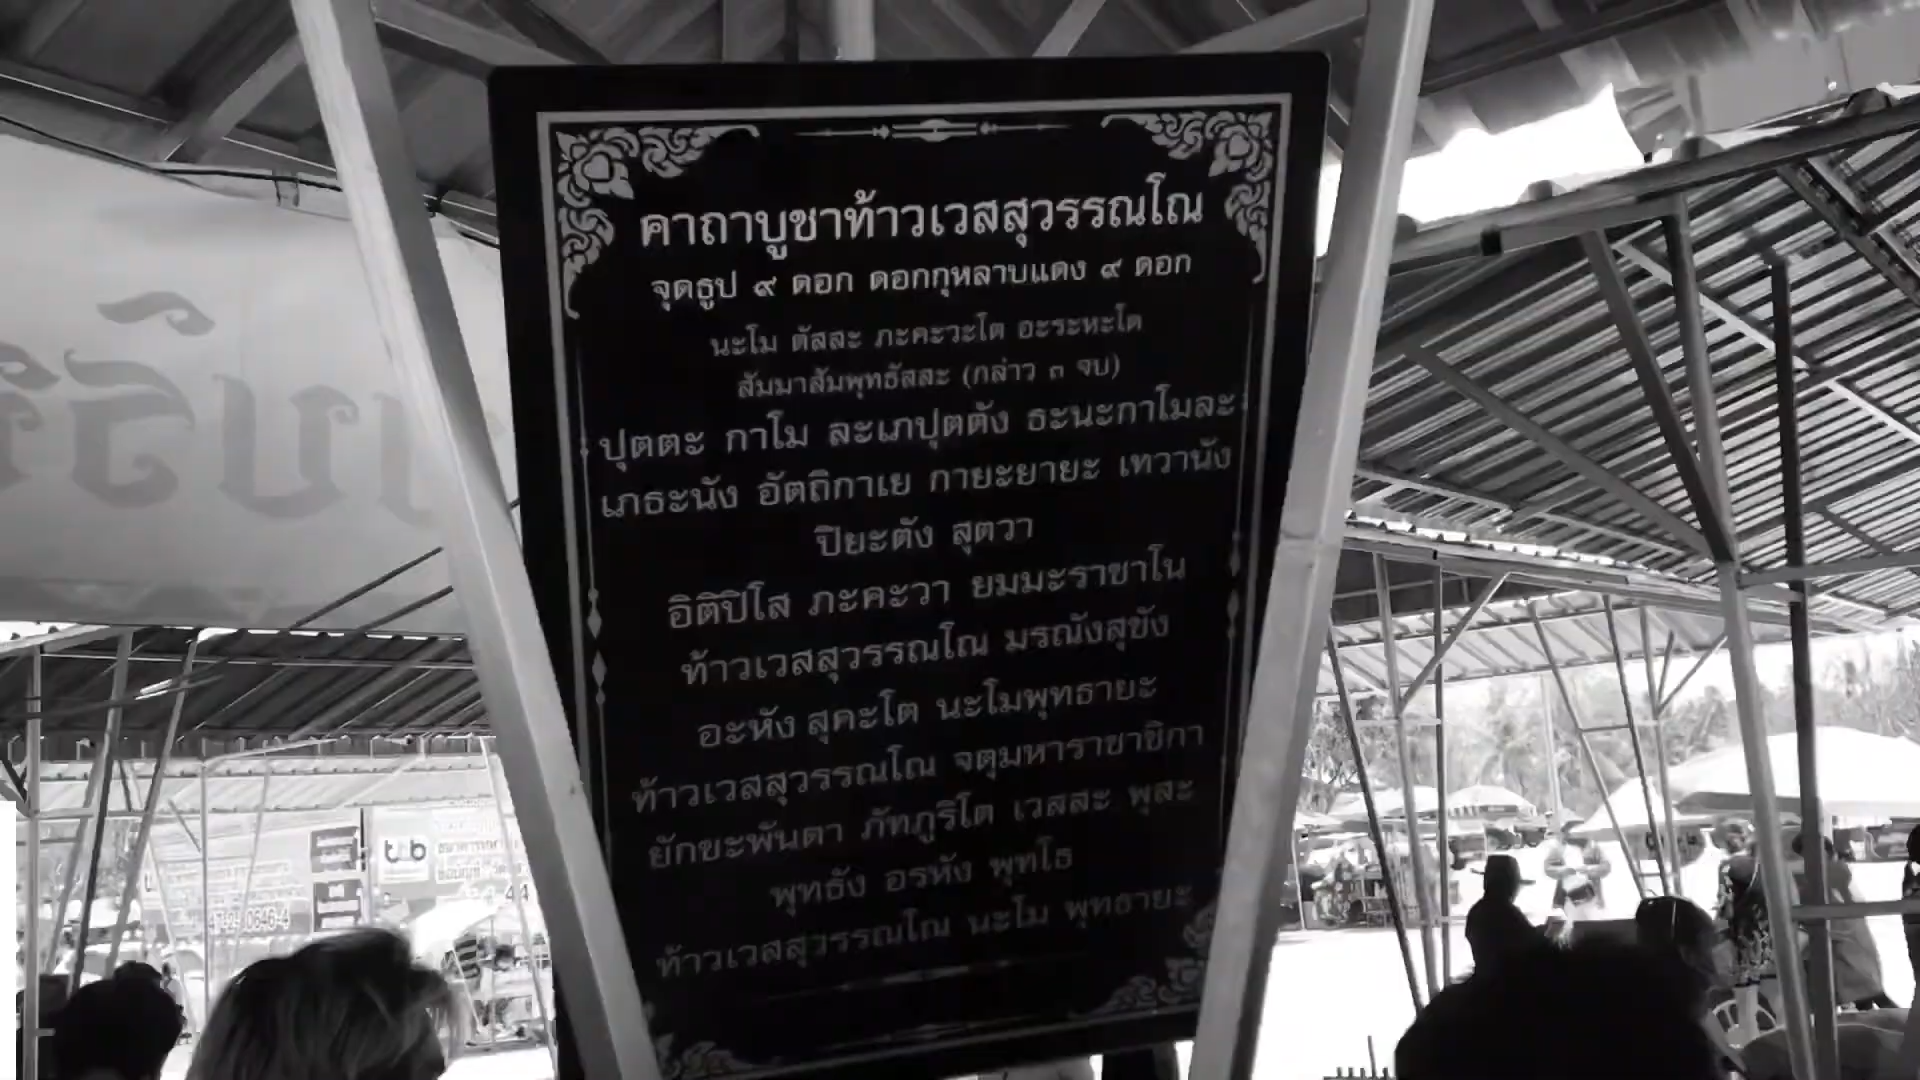 คาถาบูชาท้าวเวสสุวรรณโณ
จุดธูป ๙ ดอก ดอกกุหลาบแดง ๙ ดอก
นะโม ตัสสะ ภะคะวะโต อะระหะโต
สัมมาสัมพุทธัสสะ (กล่าว ๓ จบ)
ปุตตะ กาโม ละเภปุตตัง ธะนะกาโมละ
เภธะนัง อัตถิกาเย กายะยายะ เทวานัง
ปิยะตัง สุตวา
อิติปิโส ภะคะวา ยมมะราชาโน
ท้าวเวสสุวรรณโณ มรณังสุขัง
อะหัง สุคะโต นะโมพุทธายะ
ท้าวเวสสุวรรณโณ จตุมหาราชาชิกา
ยักขะพันตา ภัทภูริโต เวสสะ พุสะ
พุทธัง อรหัง พุทโธ
ท้าวเวสสุวรรณโณ นะโม พุทธายะ
ttb